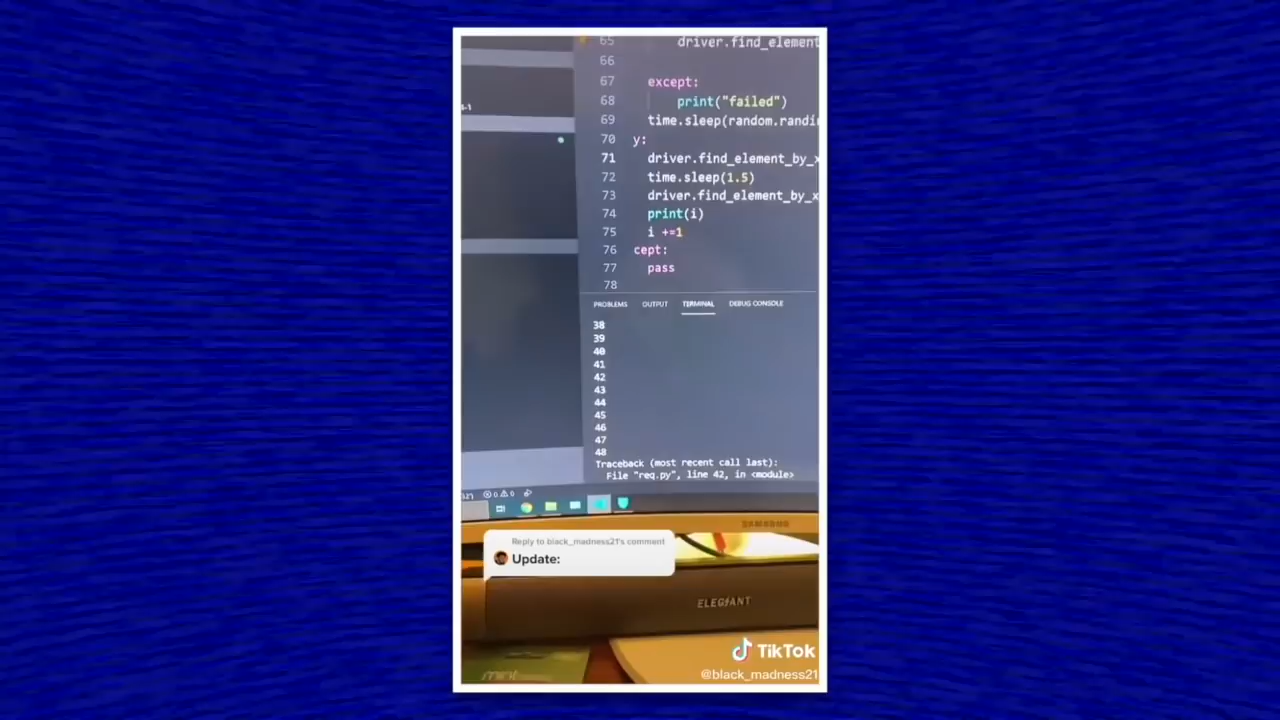 65 driver.find_element
66
67 except:
68 print("failed")
69 time.sleep(random.randi
70 y:
71 driver.find_element_by_x
72 time.sleep(1.5)
73 driver.find_element_by_x
74 print(i)
75 i +=1
76 cept:
77 pass
78
PROBLEMS OUTPUT TERMINAL DEBUG CONSOLE
38
39
40
41
42
43
44
45
46
47
48
Traceback (most recent call last):
File "req.py", line 42, in <module>
0 0
SAMSUNG
Reply to black_madness21's comment
Update:
ELEGIANT
TikTok
@black_madness21